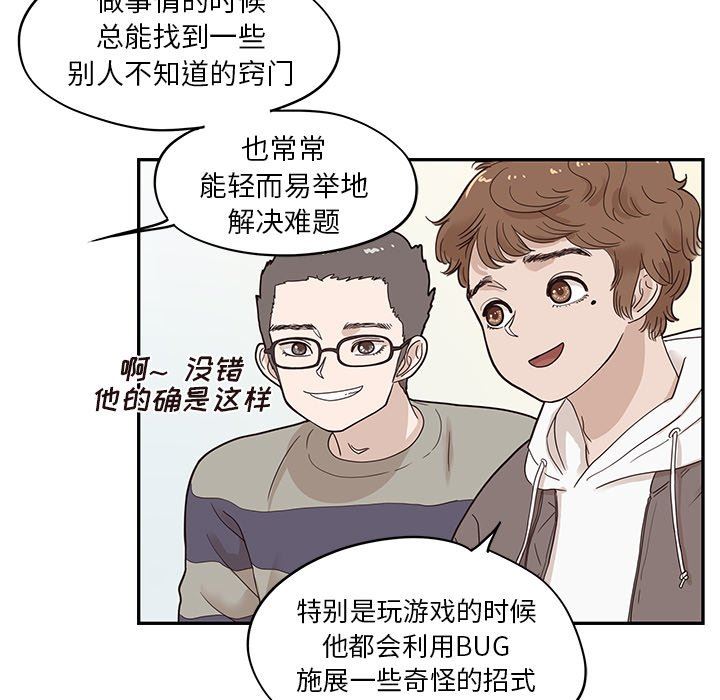 做事情的时候
总能找到一些
别人不知道的窍门
也常常
能轻而易举地
解决难题
啊~ 没错
他的确是这样
特别是玩游戏的时候
他都会利用BUG
施展一些奇怪的招式